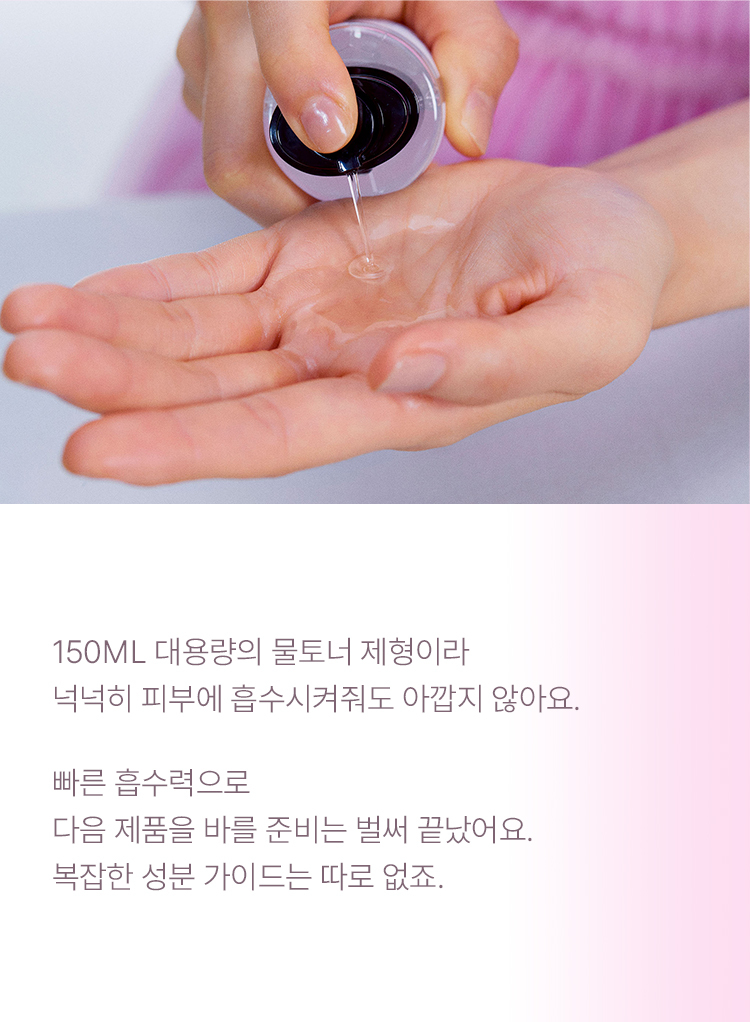 150ML 대용량의 물토너 제형이라
넉넉히 피부에 흡수시켜줘도 아깝지 않아요.
빠른 흡수력으로
다음 제품을 바를 준비는 벌써 끝났어요.
복잡한 성분 가이드는 따로 없죠.